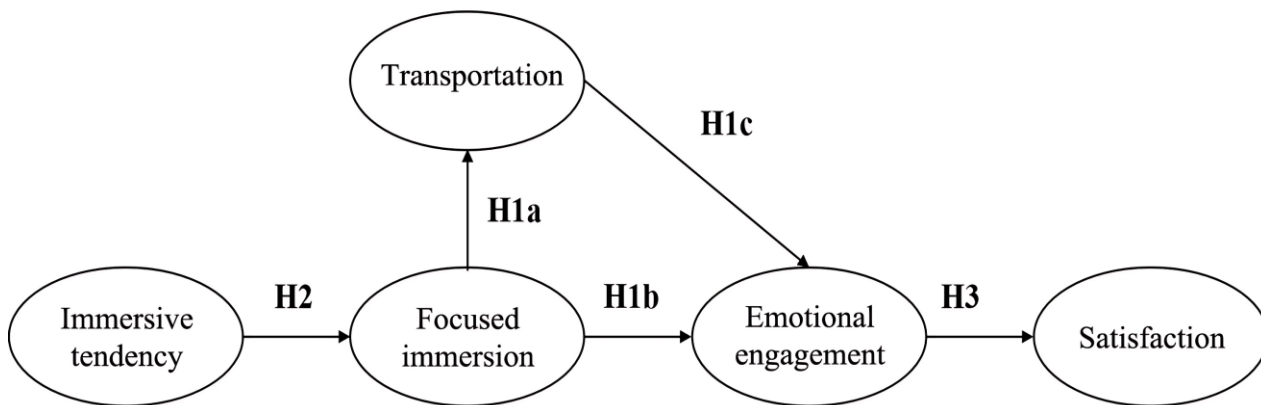 Transportation
H1c
H1a
Immersive
tendency
H2
Focused
immersion
H1b
Emotional
engagement
H3
Satisfaction